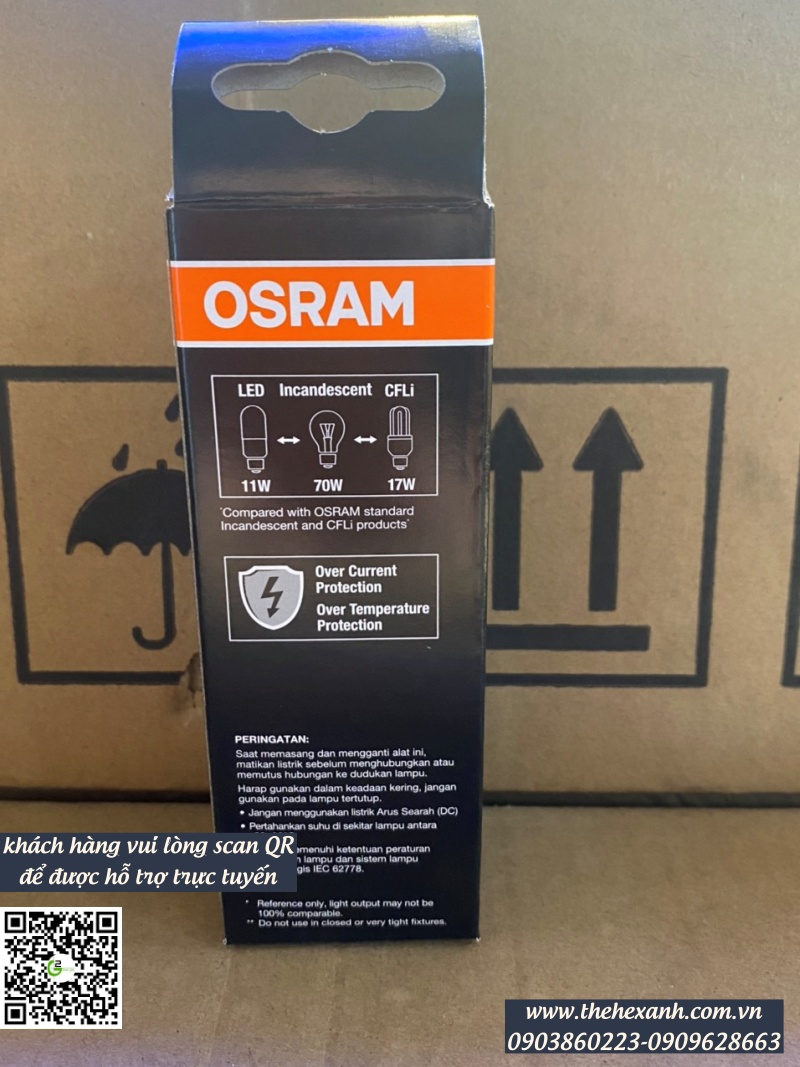 OSRAM
LED Incandescent CFLi
11W 70W 17W
*Compared with OSRAM standard
Incandescent and CFLi products*
Over Current
Protection
Over Temperature
Protection
PERINGATAN:
Saat memasang dan mengganti alat ini,
matikan listrik sebelum menghubungkan atau
memutus hubungan ke dudukan lampu.
Harap gunakan dalam keadaan kering, jangan
gunakan pada lampu tertutup.
• Jangan menggunakan listrik Arus Searah (DC)
• Pertahankan suhu di sekitar lampu antara
ketentuan peraturan
lampu dan sistem lampu
IEC 62778.
* Reference only, light output may not be
100% comparable.
** Do not use in closed or very tight fixtures.
khách hàng vui lòng scan QR
để được hỗ trợ trực tuyến
www.thehexanh.com.vn
0903860223-0909628663